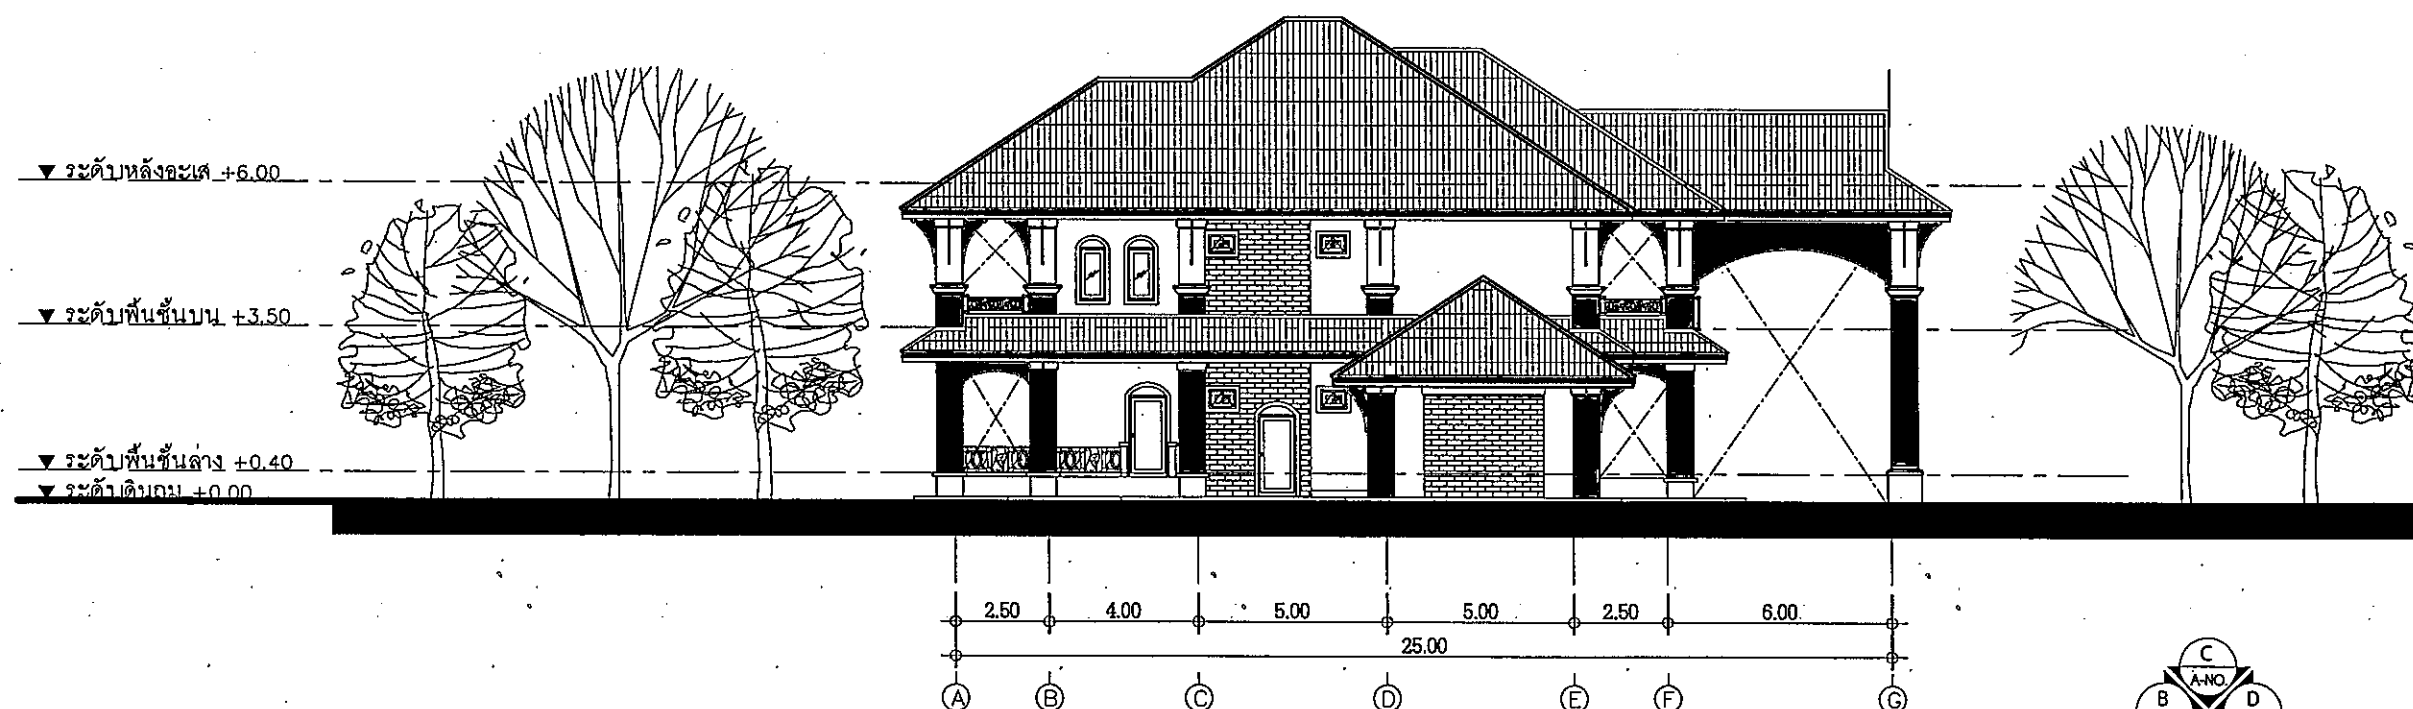 ▼ ระดับหลังอะเส +6.00
▼ ระดับพื้นชั้นบน +3.50
▼ ระดับพื้นชั้นล่าง +0.40
▼ ระดับดินถม +0.00
2.50 4.00 5.00 5.00 2.50 6.00
25.00
A B C D E F G
C
A-NO.
B D